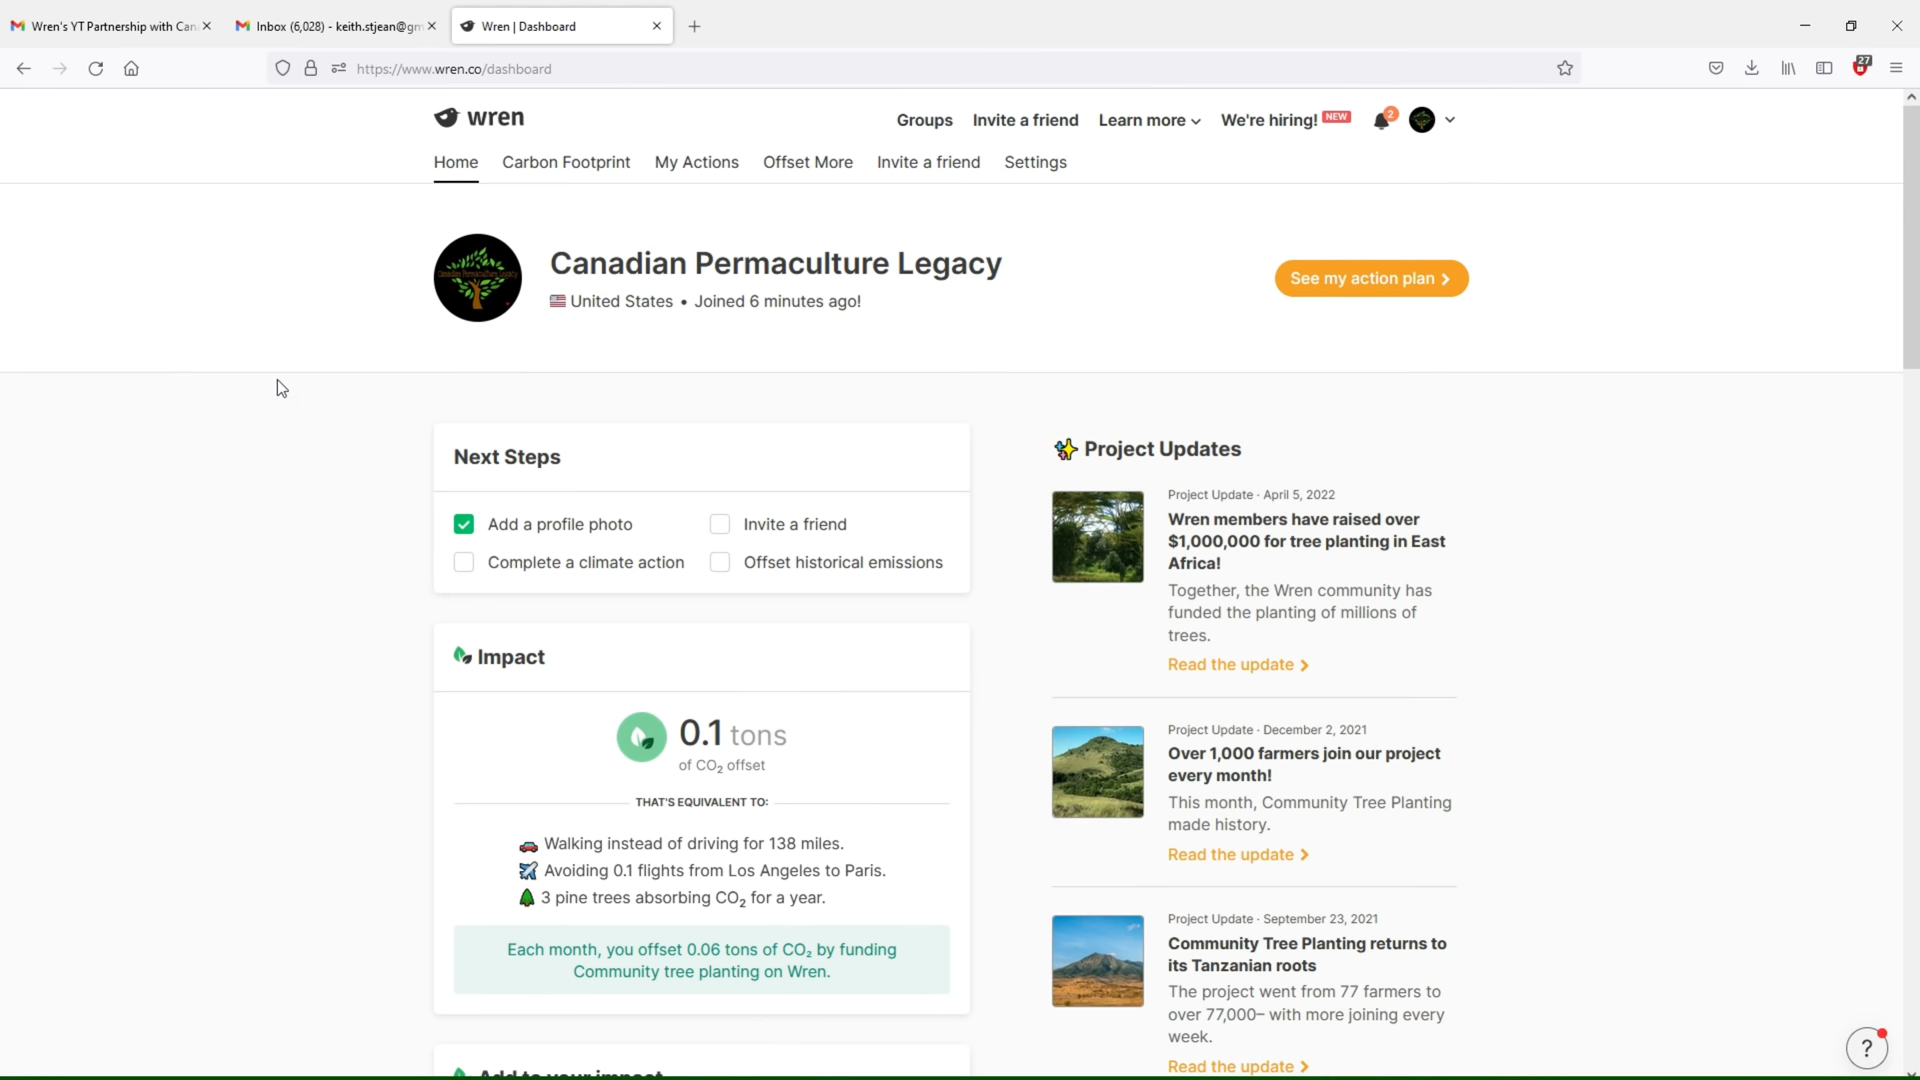 Wren's YT Partnership with Can
Inbox (6,028) - keith.stjean@gm
Wren | Dashboard
https://www.wren.co/dashboard
27
wren
Groups
Invite a friend
Learn more
We're hiring!
NEW
2
Home
Carbon Footprint
My Actions
Offset More
Invite a friend
Settings
Canadian Permaculture Legacy
Canadian Permaculture Legacy
United States • Joined 6 minutes ago!
See my action plan
Next Steps
Add a profile photo
Invite a friend
Complete a climate action
Offset historical emissions
Impact
0.1 tons
of CO₂ offset
THAT'S EQUIVALENT TO:
Walking instead of driving for 138 miles.
Avoiding 0.1 flights from Los Angeles to Paris.
3 pine trees absorbing CO₂ for a year.
Each month, you offset 0.06 tons of CO₂ by funding
Community tree planting on Wren.
Add to your impact
Project Updates
Project Update · April 5, 2022
Wren members have raised over
$1,000,000 for tree planting in East
Africa!
Together, the Wren community has
funded the planting of millions of
trees.
Read the update
Project Update · December 2, 2021
Over 1,000 farmers join our project
every month!
This month, Community Tree Planting
made history.
Read the update
Project Update · September 23, 2021
Community Tree Planting returns to
its Tanzanian roots
The project went from 77 farmers to
over 77,000– with more joining every
week.
Read the update
?